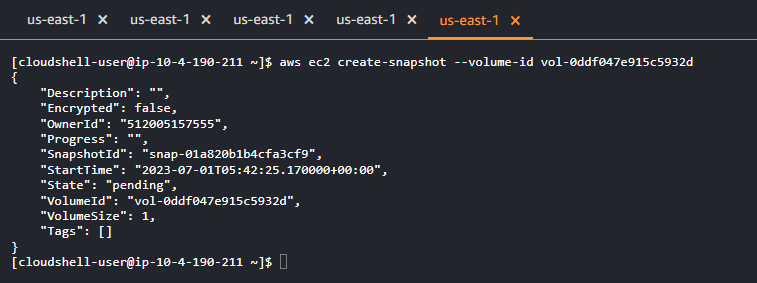 us-east-1 × us-east-1 × us-east-1 × us-east-1 × us-east-1 ×
[cloudshell-user@ip-10-4-190-211 ~]$ aws ec2 create-snapshot --volume-id vol-0ddf047e915c5932d
{
    "Description": "",
    "Encrypted": false,
    "OwnerId": "512005157555",
    "Progress": "",
    "SnapshotId": "snap-01a820b1b4cfa3cf9",
    "StartTime": "2023-07-01T05:42:25.170000+00:00",
    "State": "pending",
    "VolumeId": "vol-0ddf047e915c5932d",
    "VolumeSize": 1,
    "Tags": []
}
[cloudshell-user@ip-10-4-190-211 ~]$